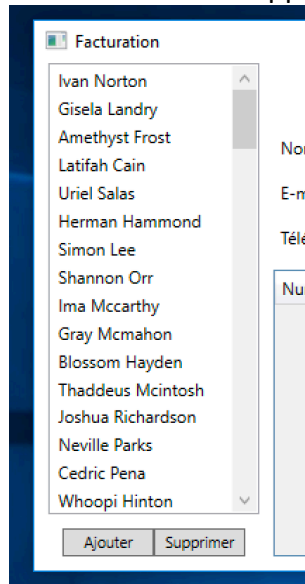 Facturation
Ivan Norton
Gisela Landry
Amethyst Frost
Latifah Cain
Uriel Salas
Herman Hammond
Simon Lee
Shannon Orr
Ima Mccarthy
Gray Mcmahon
Blossom Hayden
Thaddeus Mcintosh
Joshua Richardson
Neville Parks
Cedric Pena
Whoopi Hinton
Ajouter Supprimer